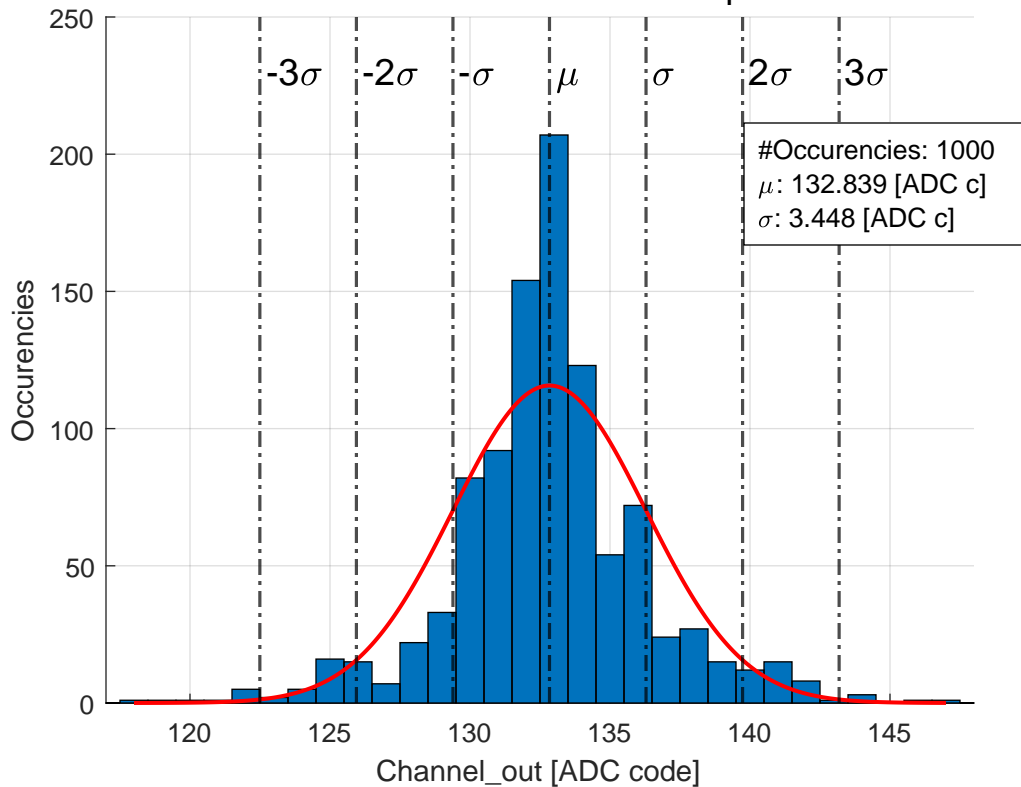 250
200
150
100
50
0
Occurencies
-3σ
-2σ
-σ
μ
σ
2σ
3σ
#Occurencies: 1000
μ: 132.839 [ADC c]
σ: 3.448 [ADC c]
120
125
130
135
140
145
Channel_out [ADC code]